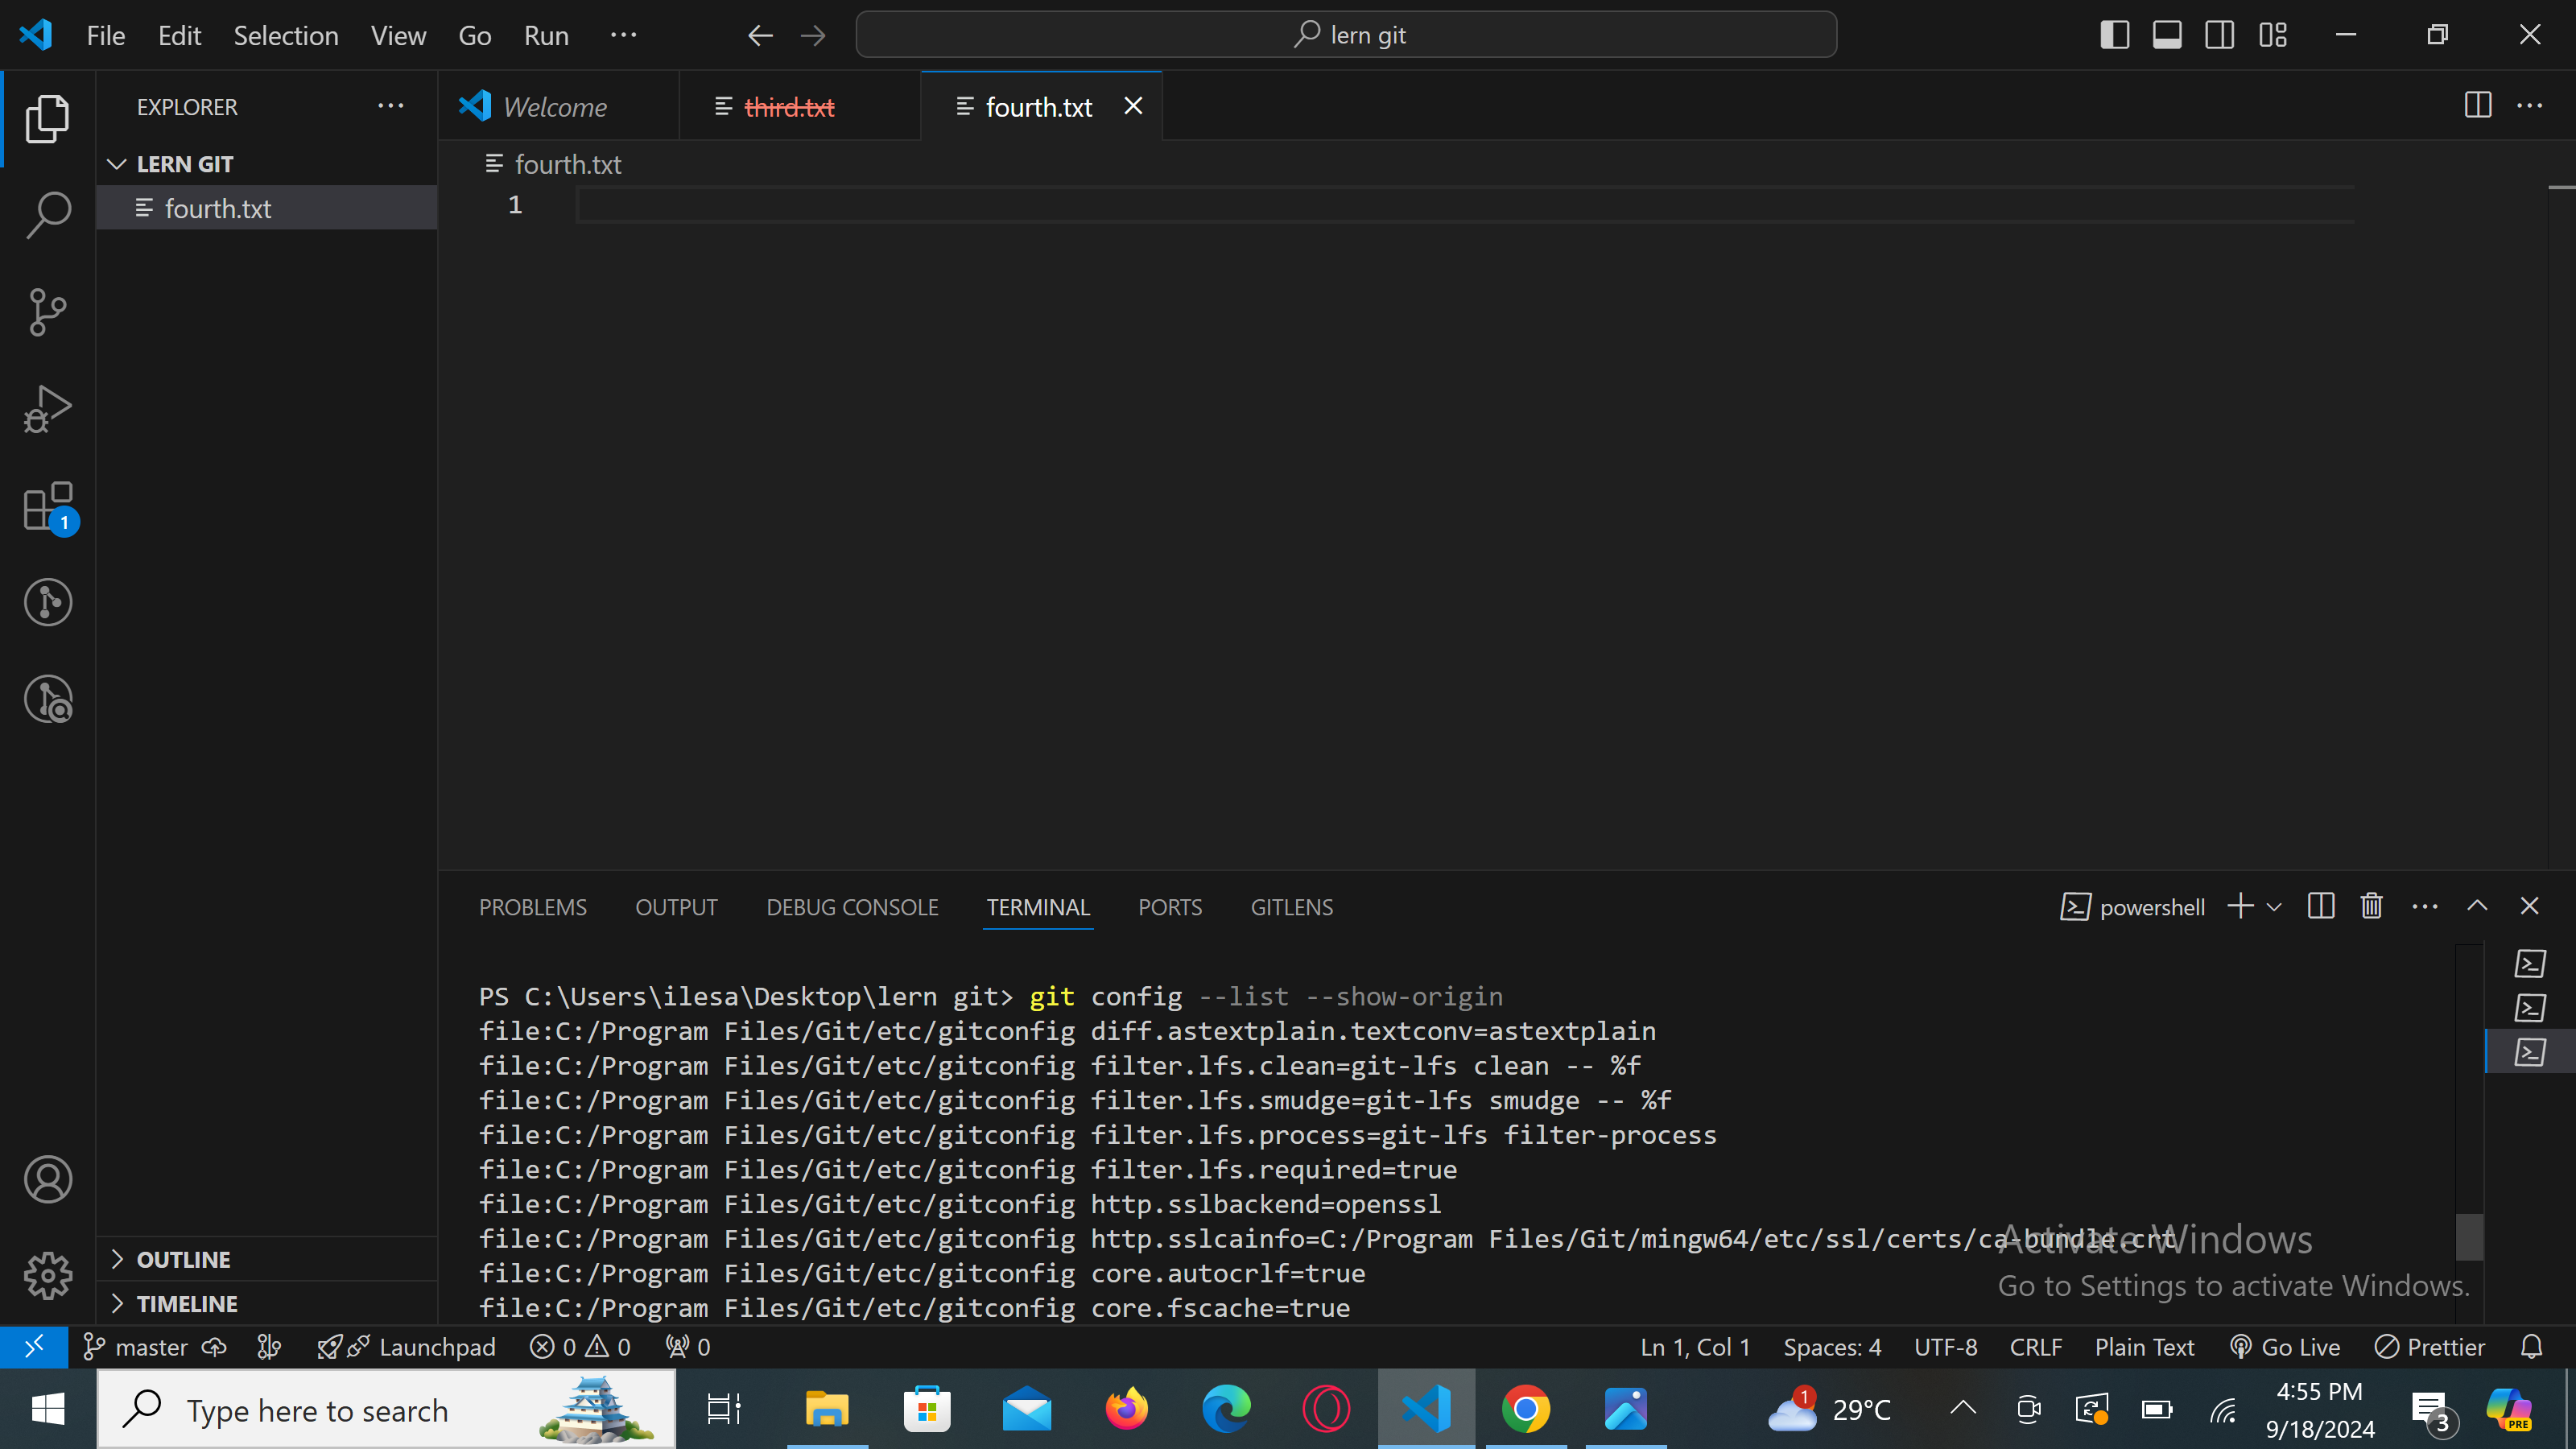 File Edit Selection View Go Run ···
lern git
EXPLORER
LERN GIT
fourth.txt
Welcome
third.txt
fourth.txt
fourth.txt
1
1
PROBLEMS OUTPUT DEBUG CONSOLE TERMINAL PORTS GITLENS
powershell
PS C:\Users\ilesa\Desktop\lern git> git config --list --show-origin
file:C:/Program Files/Git/etc/gitconfig diff.astextplain.textconv=astextplain
file:C:/Program Files/Git/etc/gitconfig filter.lfs.clean=git-lfs clean -- %f
file:C:/Program Files/Git/etc/gitconfig filter.lfs.smudge=git-lfs smudge -- %f
file:C:/Program Files/Git/etc/gitconfig filter.lfs.process=git-lfs filter-process
file:C:/Program Files/Git/etc/gitconfig filter.lfs.required=true
file:C:/Program Files/Git/etc/gitconfig http.sslbackend=openssl
file:C:/Program Files/Git/etc/gitconfig http.sslcainfo=C:/Program Files/Git/mingw64/etc/ssl/certs/ca-bundle.crt
file:C:/Program Files/Git/etc/gitconfig core.autocrlf=true
file:C:/Program Files/Git/etc/gitconfig core.fscache=true
Activate Windows
Go to Settings to activate Windows.
OUTLINE
TIMELINE
master Launchpad 0 0 0
Ln 1, Col 1 Spaces: 4 UTF-8 CRLF Plain Text Go Live Prettier
Type here to search
1
29°C
4:55 PM
9/18/2024
3
PRE